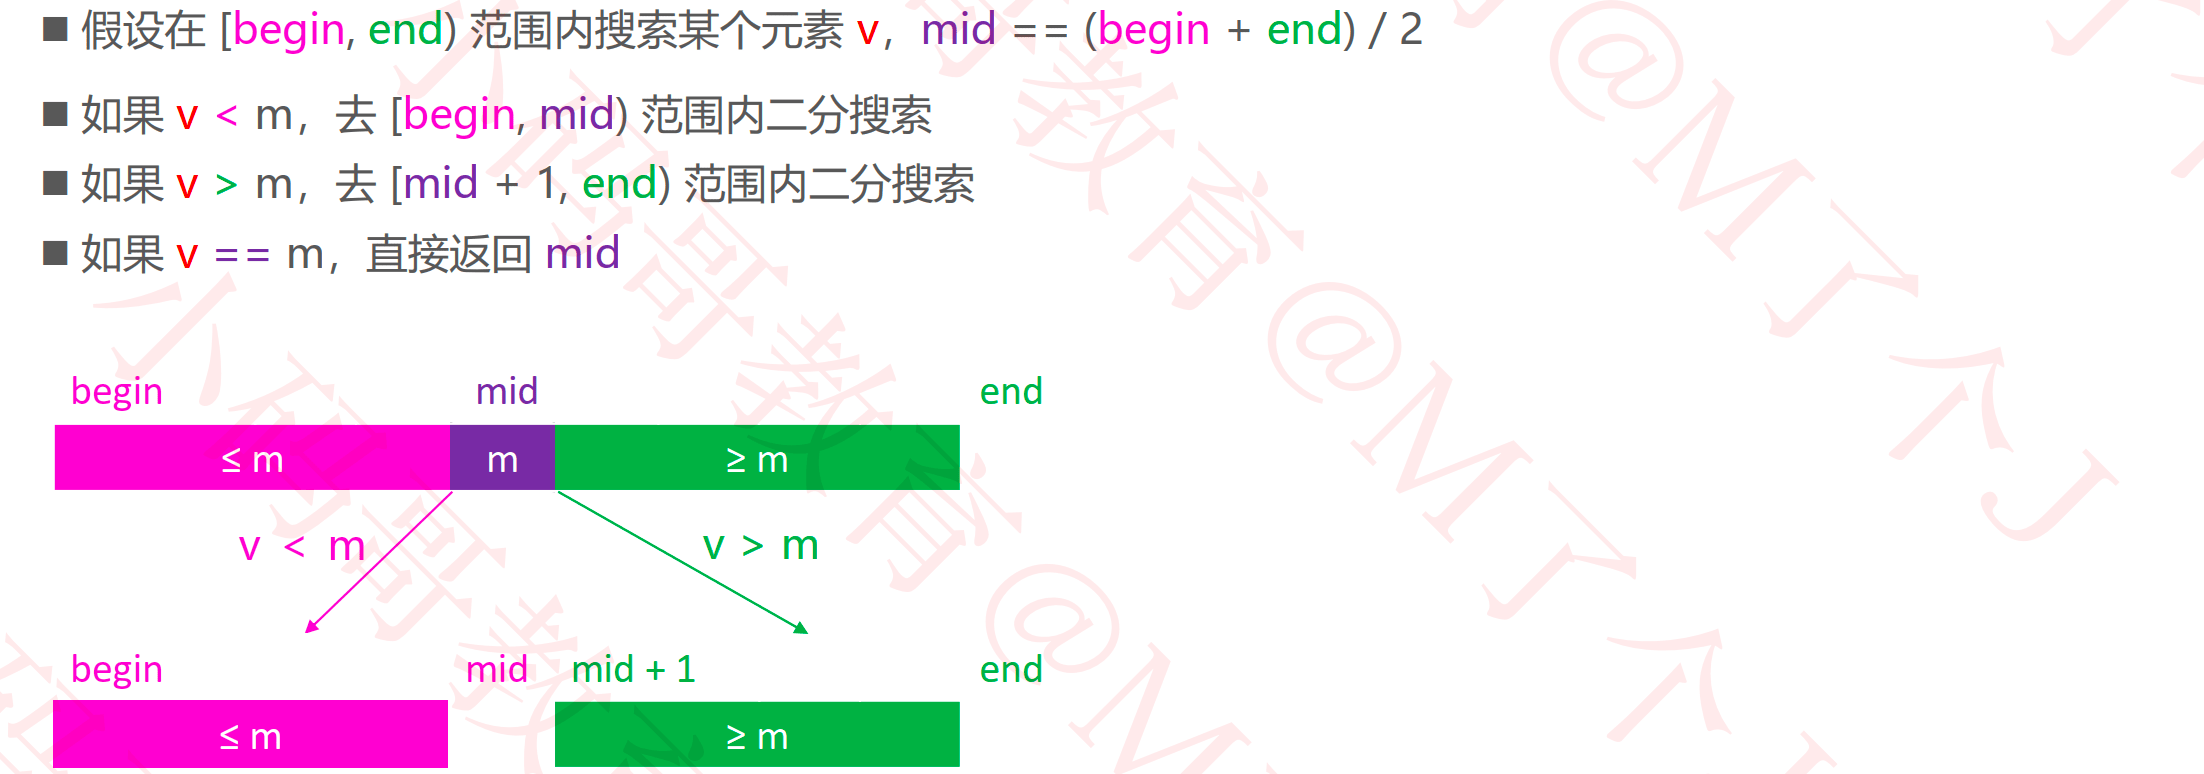 ■ 假设在 [begin, end) 范围内搜索某个元素 v，mid == (begin + end) / 2
■ 如果 v < m，去 [begin, mid) 范围内二分搜索
■ 如果 v > m，去 [mid + 1, end) 范围内二分搜索
■ 如果 v == m，直接返回 mid
begin mid end
≤ m m ≥ m
v < m v > m
begin mid mid + 1 end
≤ m ≥ m
小码哥教育@M了个J